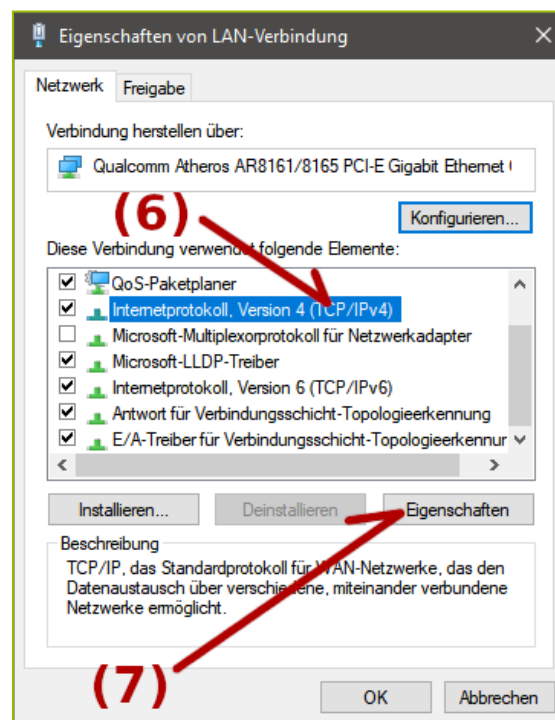 Eigenschaften von LAN-Verbindung
Netzwerk Freigabe
Verbindung herstellen über:
Qualcomm Atheros AR8161/8165 PCI-E Gigabit Ethernet
(6)
Konfigurieren...
Diese Verbindung verwendet folgende Elemente:
QoS-Paketplaner
Internetprotokoll, Version 4 (TCP/IPv4)
Microsoft-Multiplexorprotokoll für Netzwerkadapter
Microsoft-LLDP-Treiber
Internetprotokoll, Version 6 (TCP/IPv6)
Antwort für Verbindungsschicht-Topologieerkennung
E/A-Treiber für Verbindungsschicht-Topologieerkennur
Installieren... Deinstallieren Eigenschaften
Beschreibung
TCP/IP, das Standardprotokoll für WAN-Netzwerke, das den
Datenaustausch über verschiedene, miteinander verbundene
Netzwerke ermöglicht.
(7)
OK Abbrechen